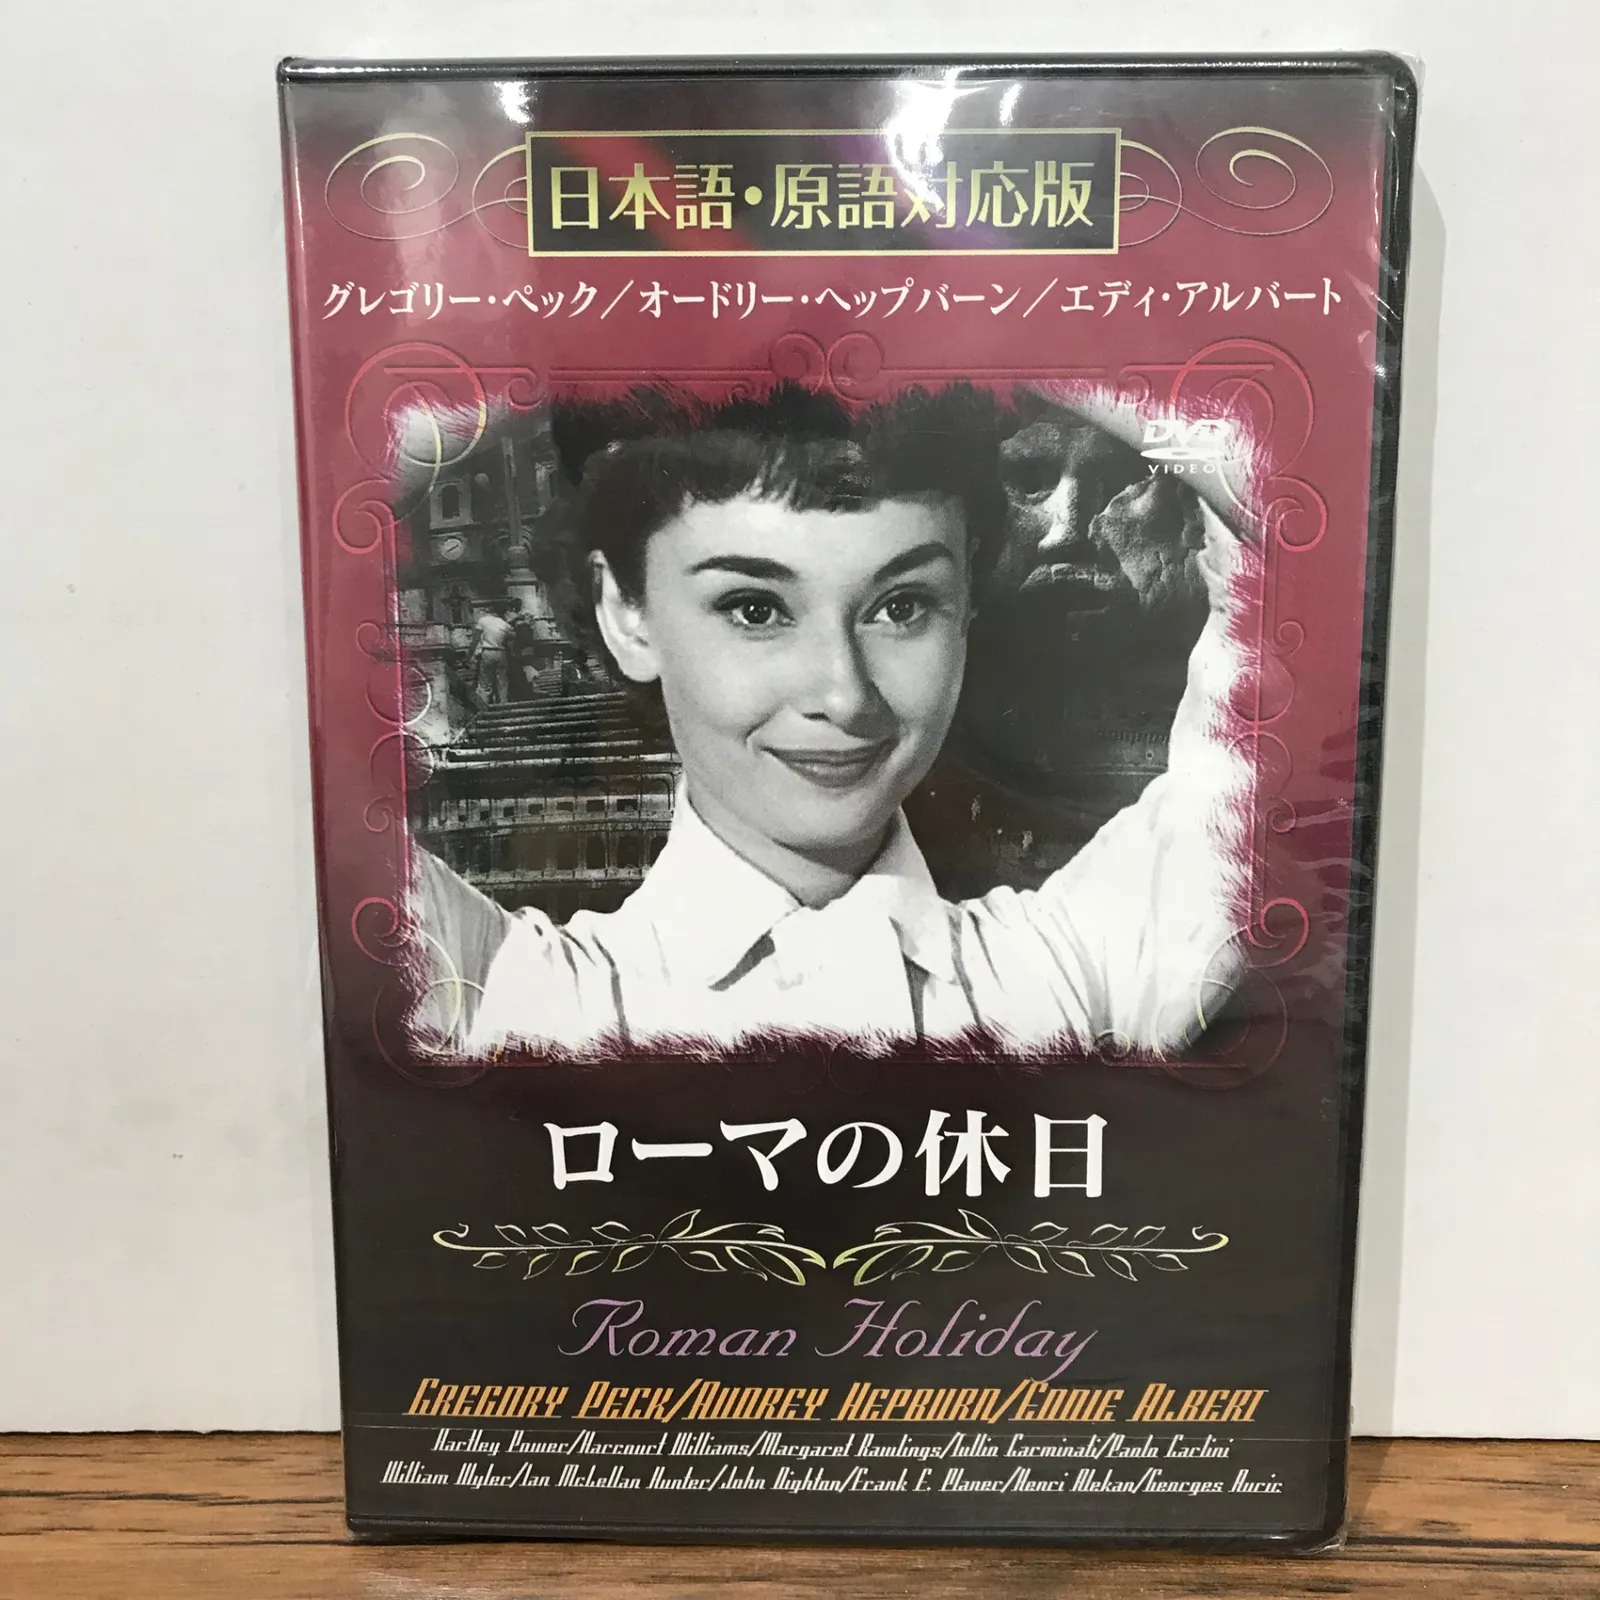 日本語・原語対応版
グレゴリー・ペック/オードリー・ヘップバーン/エディ・アルバート
DVD
VIDEO
ローマの休日
Roman Holiday
GREGORY PECK/AUDREY HEPBURN/EDDIE ALBERT
Hartley Power/Harcourt Williams/Margaret Rawlings/Tullio Carminati/Paolo Carlini
William Wyler/Ian McLellan Hunter/John Dighton/Frank F. Planer/Henri Alekan/Georges Auric